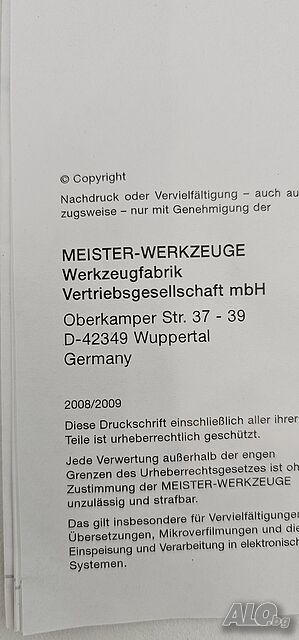 © Copyright
Nachdruck oder Vervielfältigung – auch au
zugsweise – nur mit Genehmigung der
MEISTER-WERKZEUGE
Werkzeugfabrik
Vertriebsgesellschaft mbH
Oberkamper Str. 37 - 39
D-42349 Wuppertal
Germany
2008/2009
Diese Druckschrift einschließlich aller ihrer
Teile ist urheberrechtlich geschützt.
Jede Verwertung außerhalb der engen
Grenzen des Urheberrechtsgesetzes ist oh
Zustimmung der MEISTER-WERKZEUGE
unzulässig und strafbar.
Das gilt insbesondere für Vervielfältigungen
Übersetzungen, Mikroverfilmungen und die
Einspeisung und Verarbeitung in elektronisch
Systemen.
ALO.bg